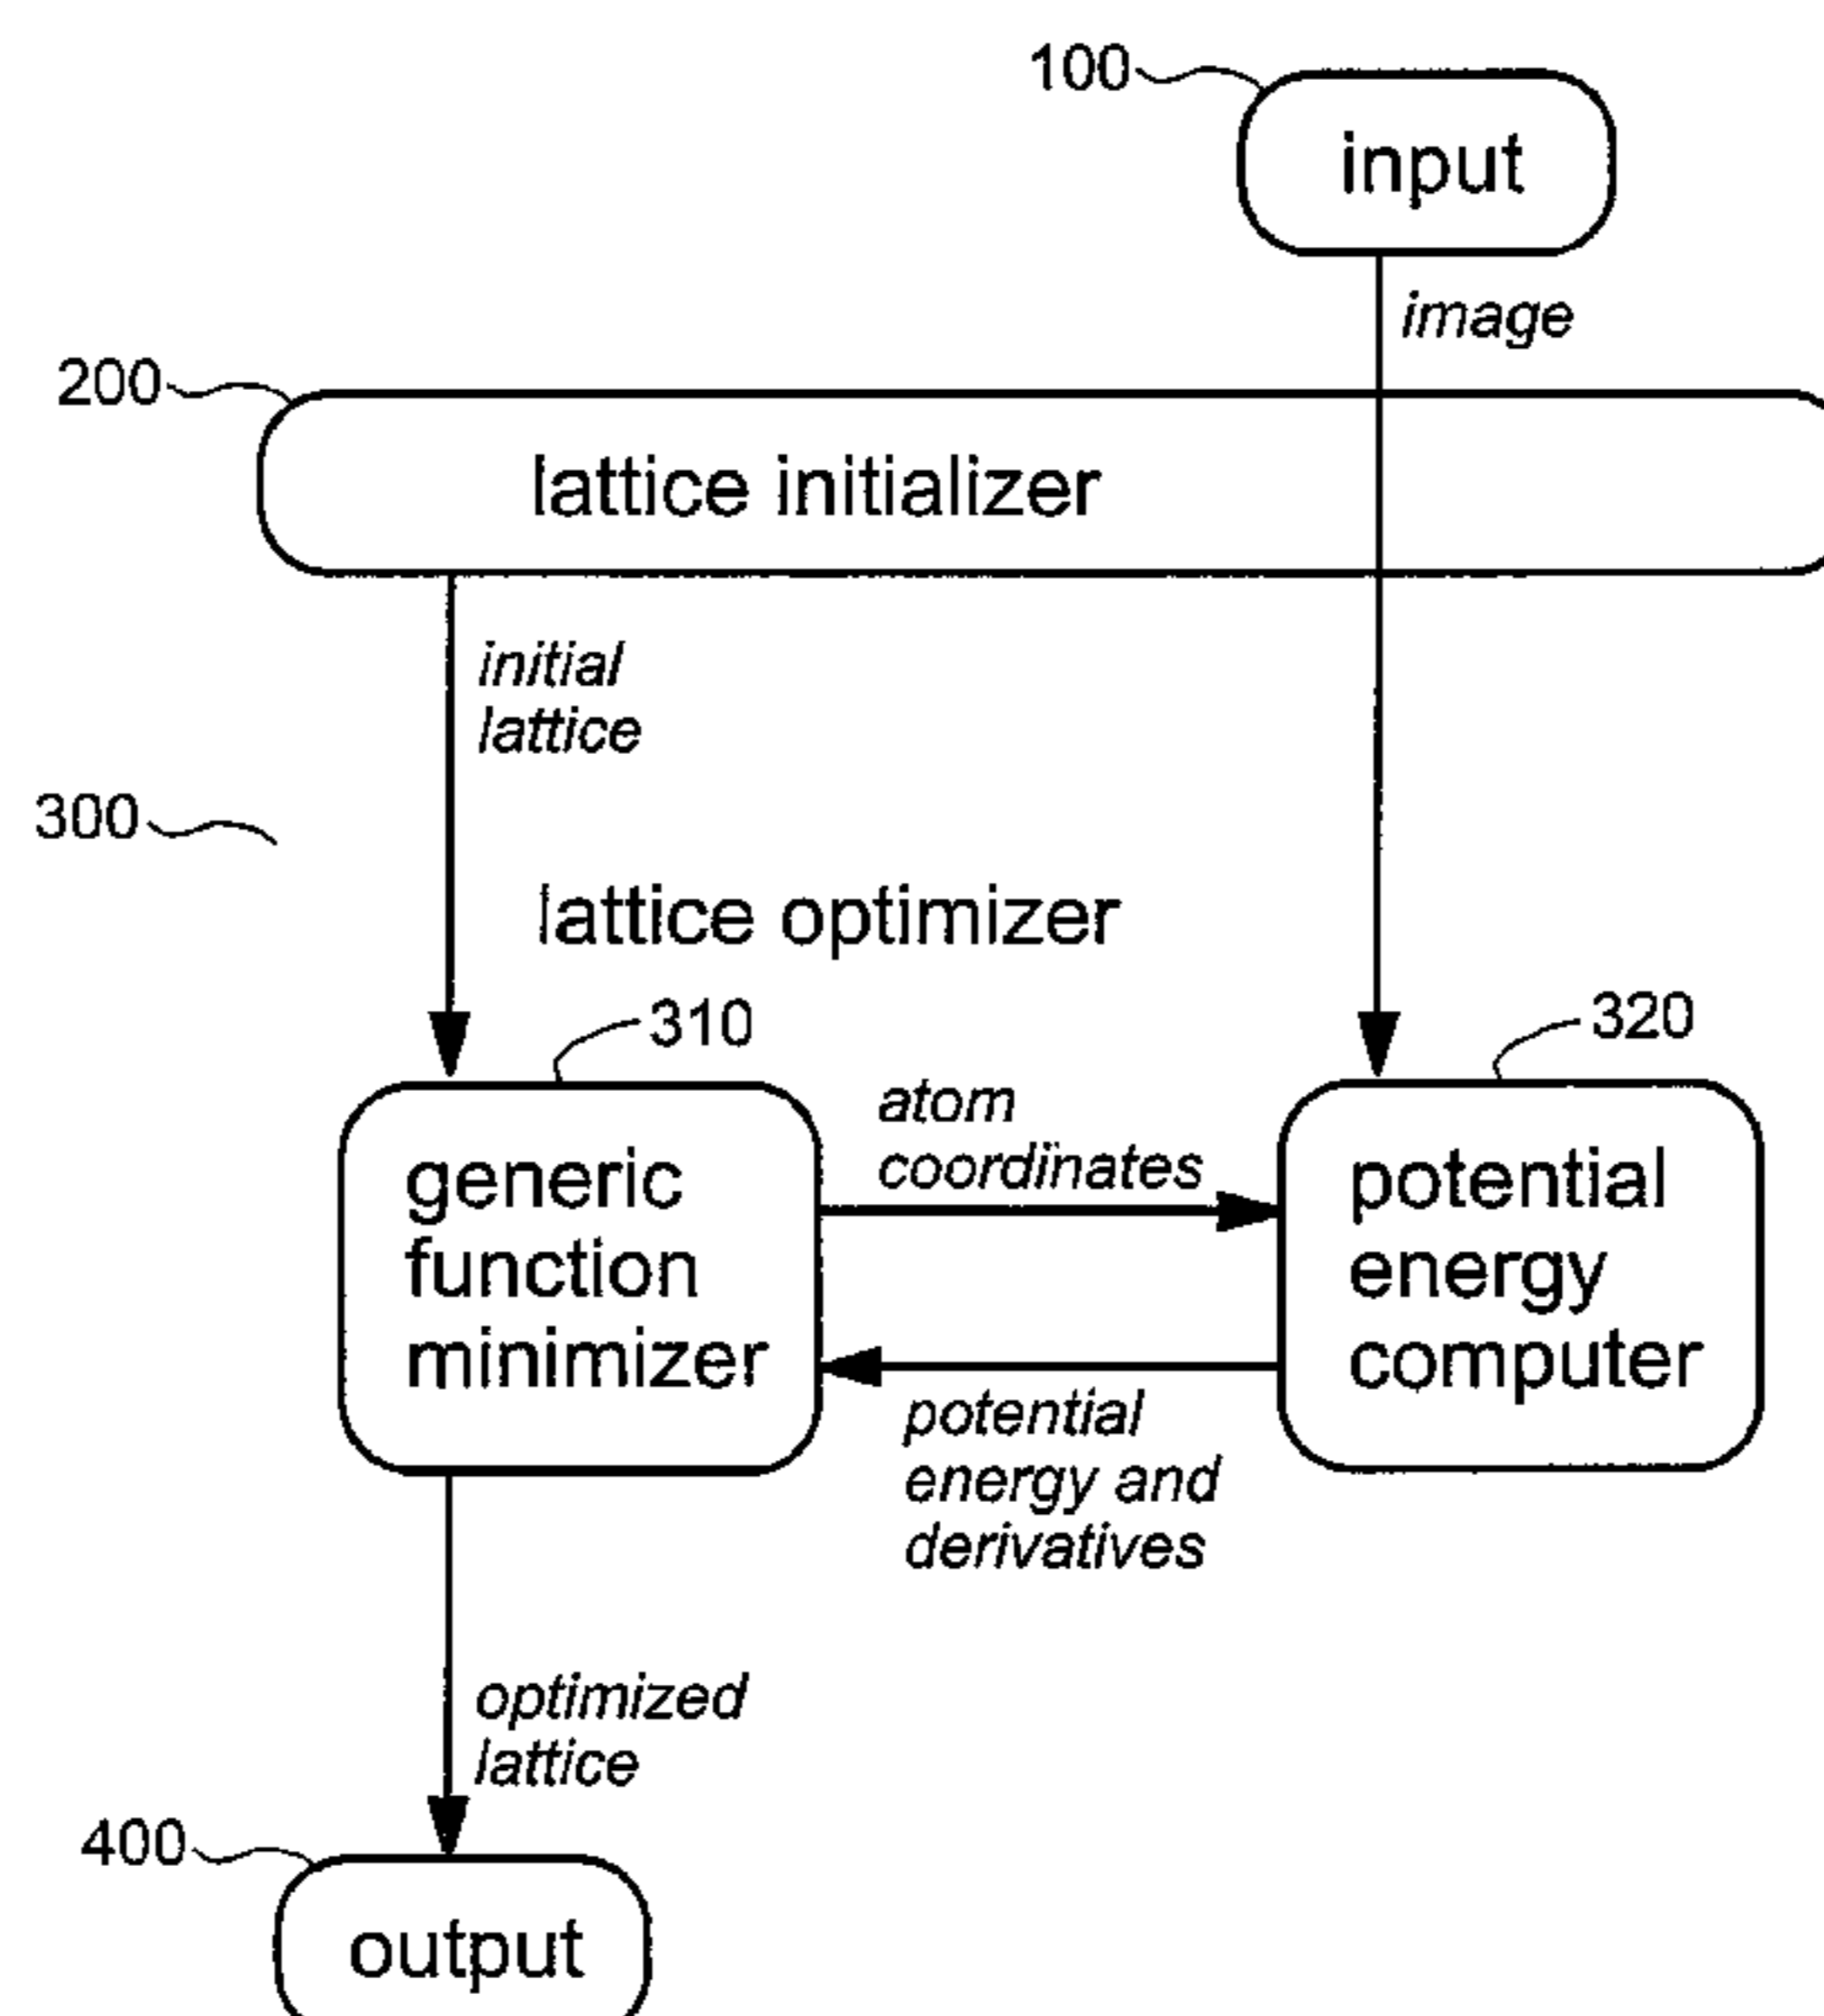 100
input
image
200
lattice initializer
initial
lattice
300
lattice optimizer
310
320
atom
coordinates
generic
function
minimizer
potential
energy
computer
potential
energy and
derivatives
optimized
lattice
400
output